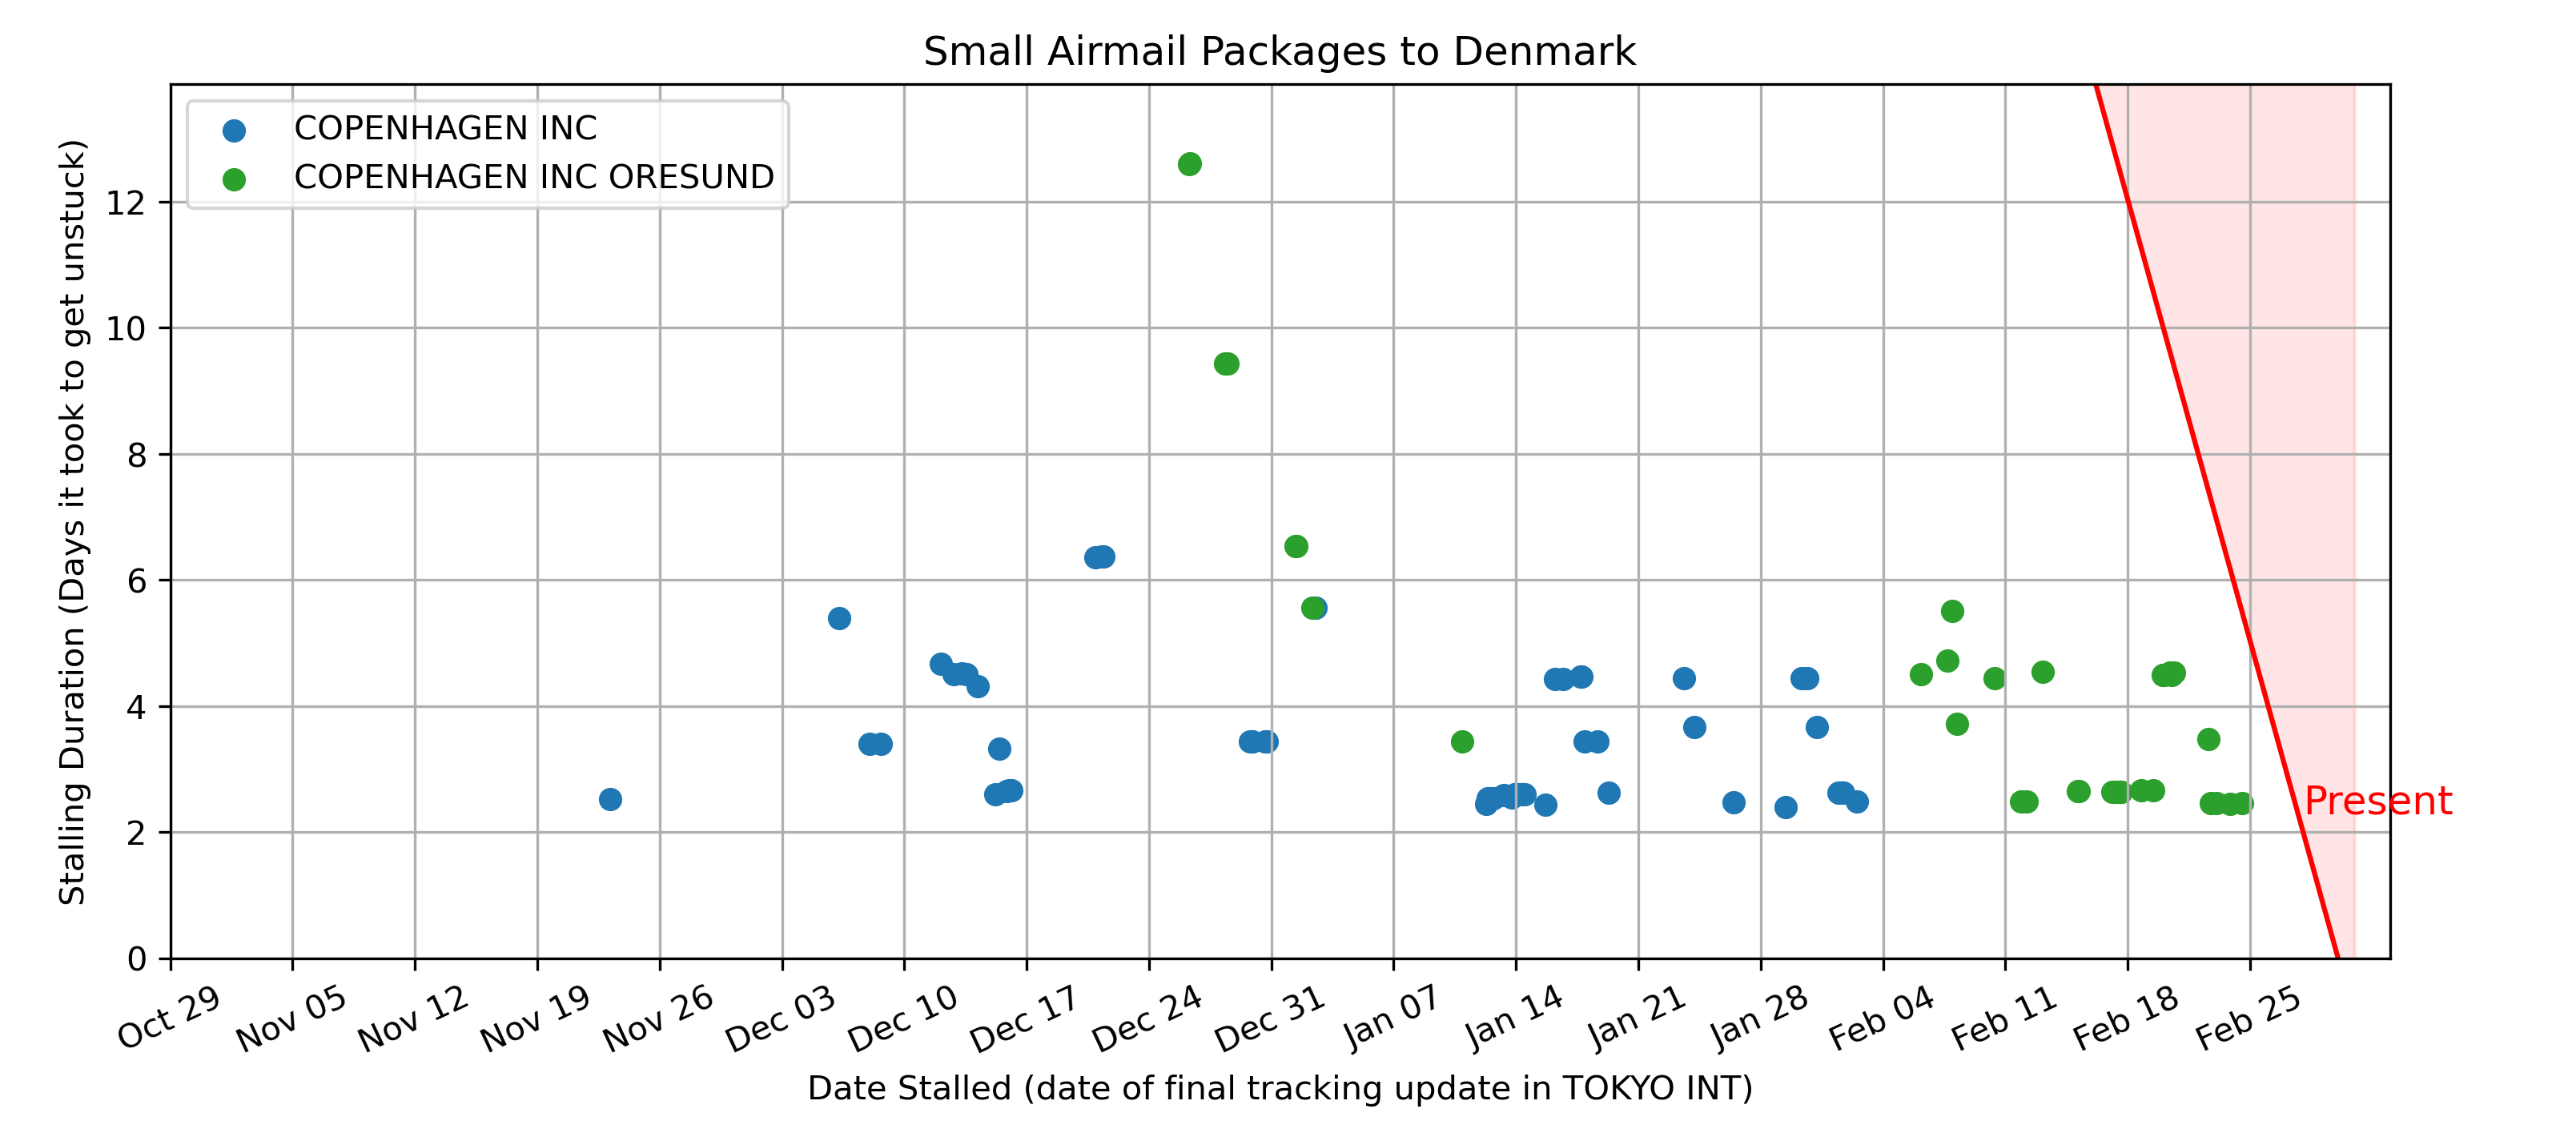 Small Airmail Packages to Denmark
COPENHAGEN INC
COPENHAGEN INC ORESUND
Stalling Duration (Days it took to get unstuck)
12
10
8
6
4
2
0
Present
Oct 29
Nov 05
Nov 12
Nov 19
Nov 26
Dec 03
Dec 10
Dec 17
Dec 24
Dec 31
Jan 07
Jan 14
Jan 21
Jan 28
Feb 04
Feb 11
Feb 18
Feb 25
Date Stalled (date of final tracking update in TOKYO INT)